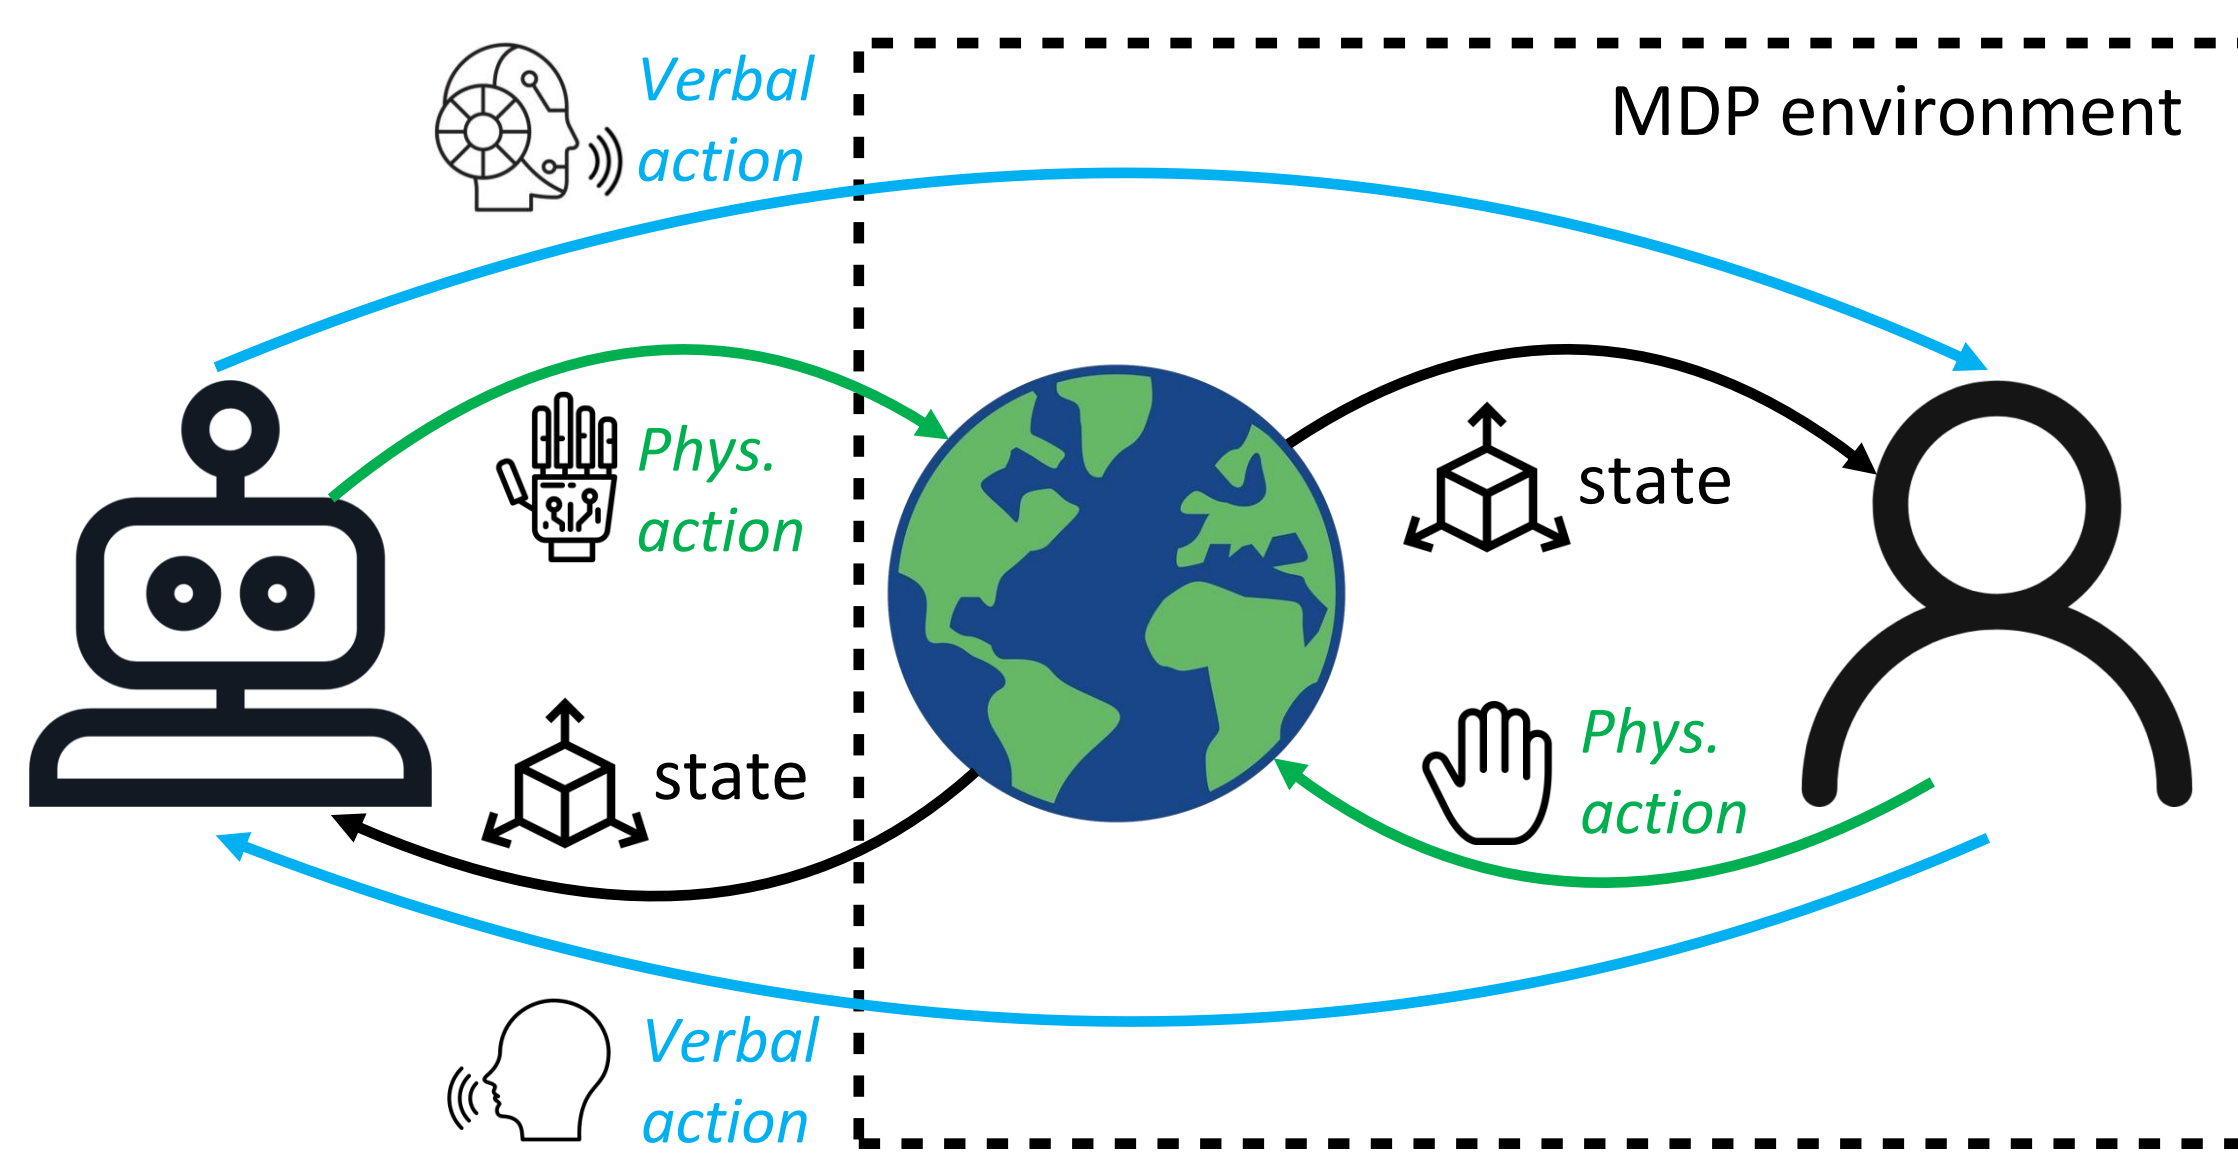 Verbal
action
MDP environment
Phys.
action
state
state
Phys.
action
Verbal
action